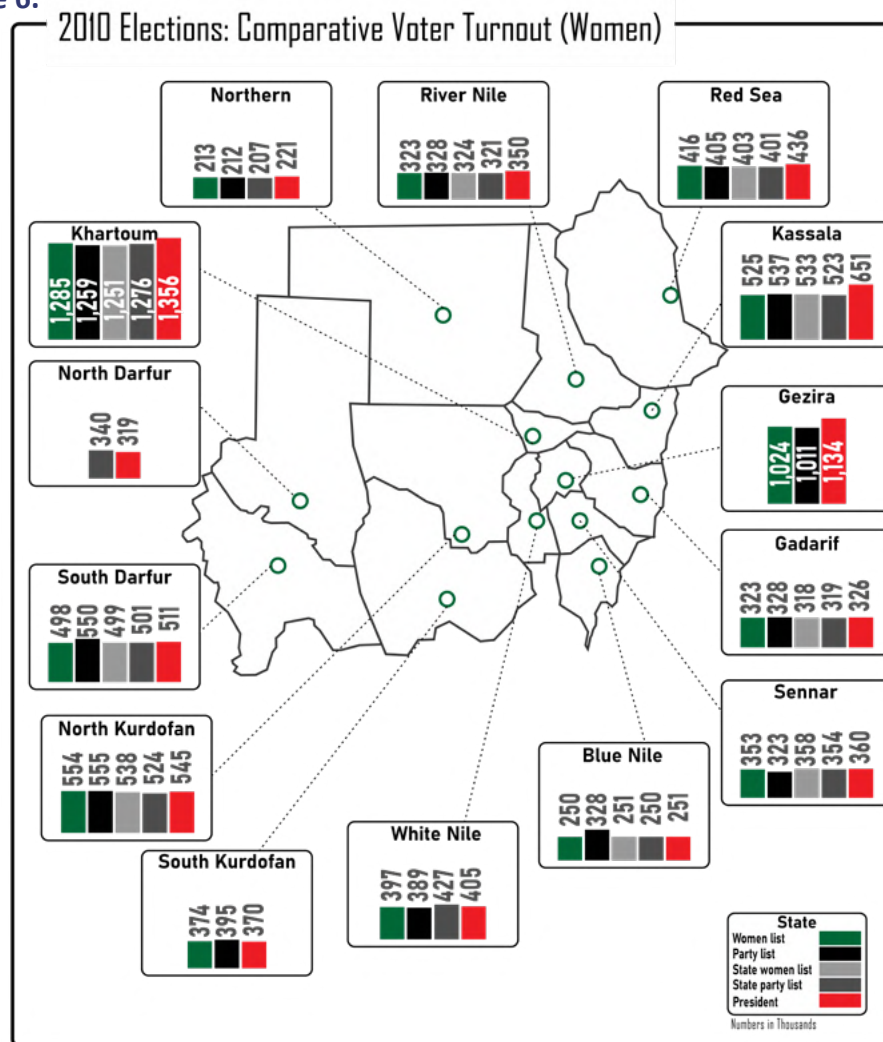 e 6.
2010 Elections: Comparative Voter Turnout (Women)
Northern
213 212 207 221
River Nile
323 328 324 321 350
Red Sea
416 405 403 401 436
Khartoum
1,285 1,259 1,251 1,276 1,356
Kassala
525 537 533 523 651
North Darfur
340 319
Gezira
1,024 1,011 1,134
South Darfur
498 550 499 501 511
Gadarif
323 328 318 319 326
North Kurdofan
554 555 538 524 545
Sennar
353 323 358 354 360
Blue Nile
250 328 251 250 251
White Nile
397 389 427 405
South Kurdofan
374 395 370
State
Women list
Party list
State women list
State party list
President
Numbers in Thousands